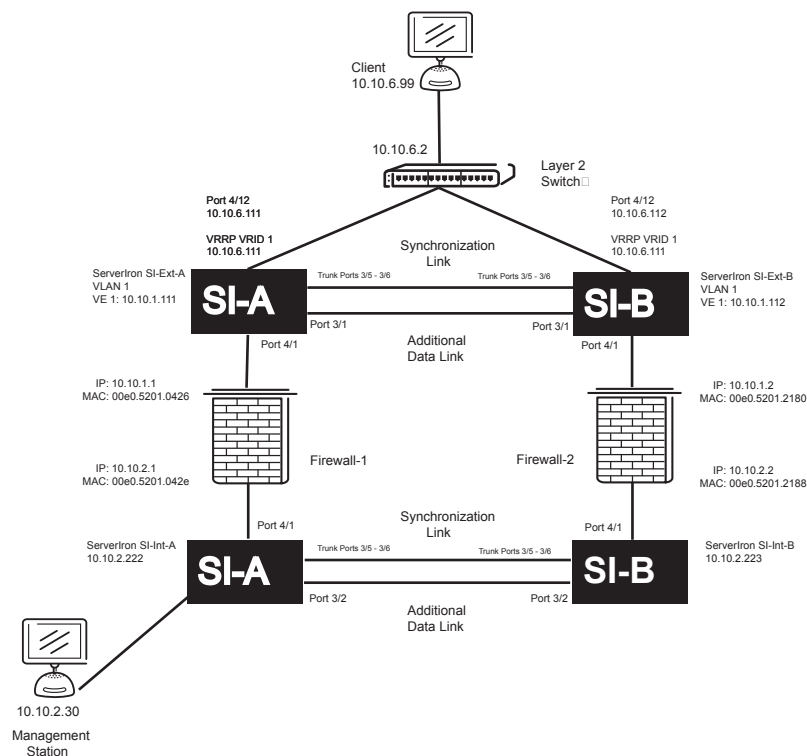 Client
10.10.6.99
10.10.6.2
Layer 2
Switch
Port 4/12
10.10.6.111
VRRP VRID 1
10.10.6.111
Port 4/12
10.10.6.112
VRRP VRID 1
10.10.6.111
Synchronization
Link
ServerIron SI-Ext-A
VLAN 1
VE 1: 10.10.1.111
SI-A
Trunk Ports 3/5 - 3/6
Trunk Ports 3/5 - 3/6
SI-B
ServerIron SI-Ext-B
VLAN 1
VE 1: 10.10.1.112
Port 3/1
Port 3/1
Additional
Data Link
Port 4/1
Port 4/1
IP: 10.10.1.1
MAC: 00e0.5201.0426
IP: 10.10.1.2
MAC: 00e0.5201.2180
Firewall-1
Firewall-2
IP: 10.10.2.1
MAC: 00e0.5201.042e
IP: 10.10.2.2
MAC: 00e0.5201.2188
Port 4/1
Port 4/1
Synchronization
Link
ServerIron SI-Int-A
10.10.2.222
SI-A
Trunk Ports 3/5 - 3/6
Trunk Ports 3/5 - 3/6
SI-B
ServerIron SI-Int-B
10.10.2.223
Port 3/2
Port 3/2
Additional
Data Link
10.10.2.30
Management
Station